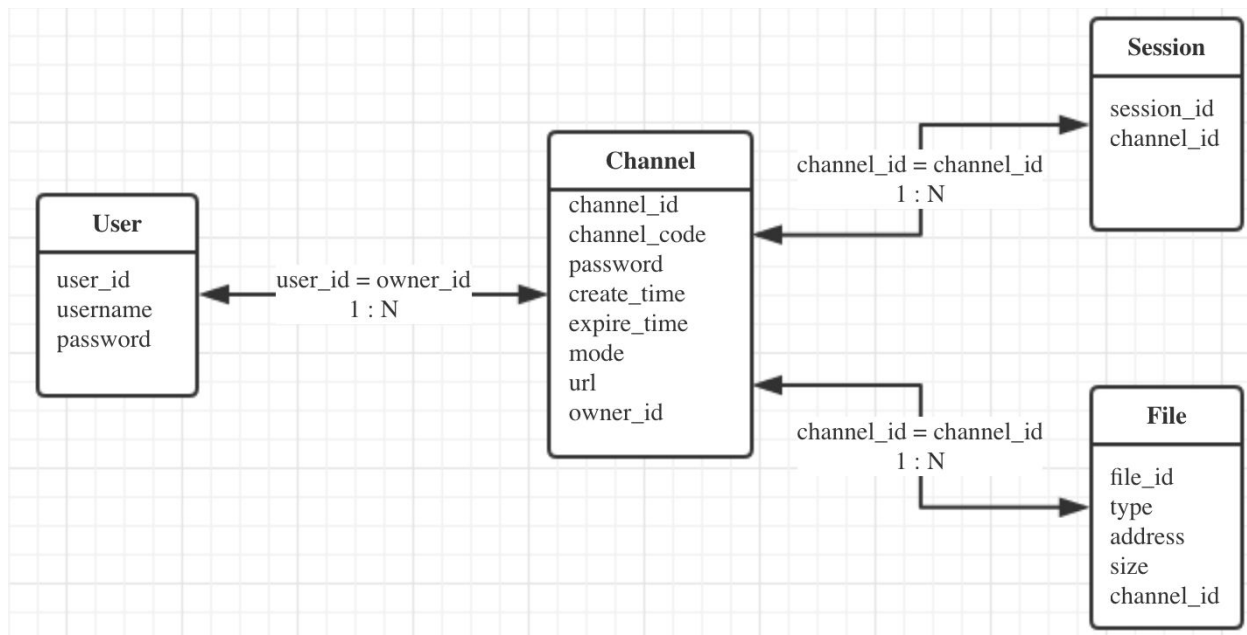 User
user_id
username
password
user_id = owner_id
1 : N
Channel
channel_id
channel_code
password
create_time
expire_time
mode
url
owner_id
channel_id = channel_id
1 : N
Session
session_id
channel_id
channel_id = channel_id
1 : N
File
file_id
type
address
size
channel_id